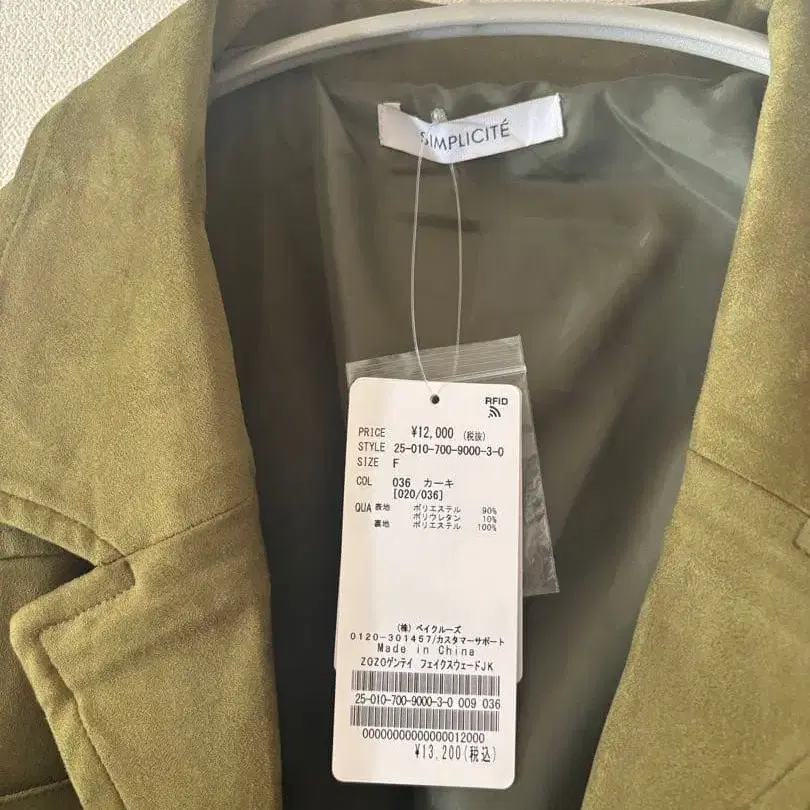 SIMPLICITÉ
RFID
PRICE ¥12,000 (税抜)
STYLE 25-010-700-9000-3-0
SIZE F
COL 036 カーキ
[020/036]
QUA 表地 ポリエステル 90%
ポリウレタン 10%
裏地 ポリエステル 100%
(株) ベイクルーズ
0120-301457/カスタマーサポート
Made in China
ZOZOゲンテイ フェイクスウェードJK
25-010-700-9000-3-0 009 036
00000000000000012000
¥13,200(税込)